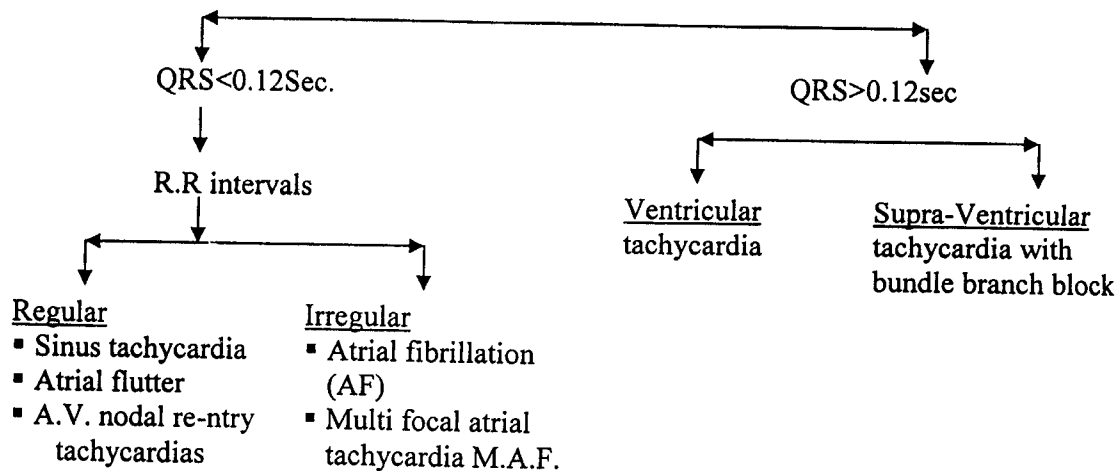 QRS<0.12Sec.
QRS>0.12sec
R.R intervals
Ventricular
tachycardia
Supra-Ventricular
tachycardia with
bundle branch block
Regular
▪ Sinus tachycardia
▪ Atrial flutter
▪ A.V. nodal re-ntry
tachycardias
Irregular
▪ Atrial fibrillation
(AF)
▪ Multi focal atrial
tachycardia M.A.F.